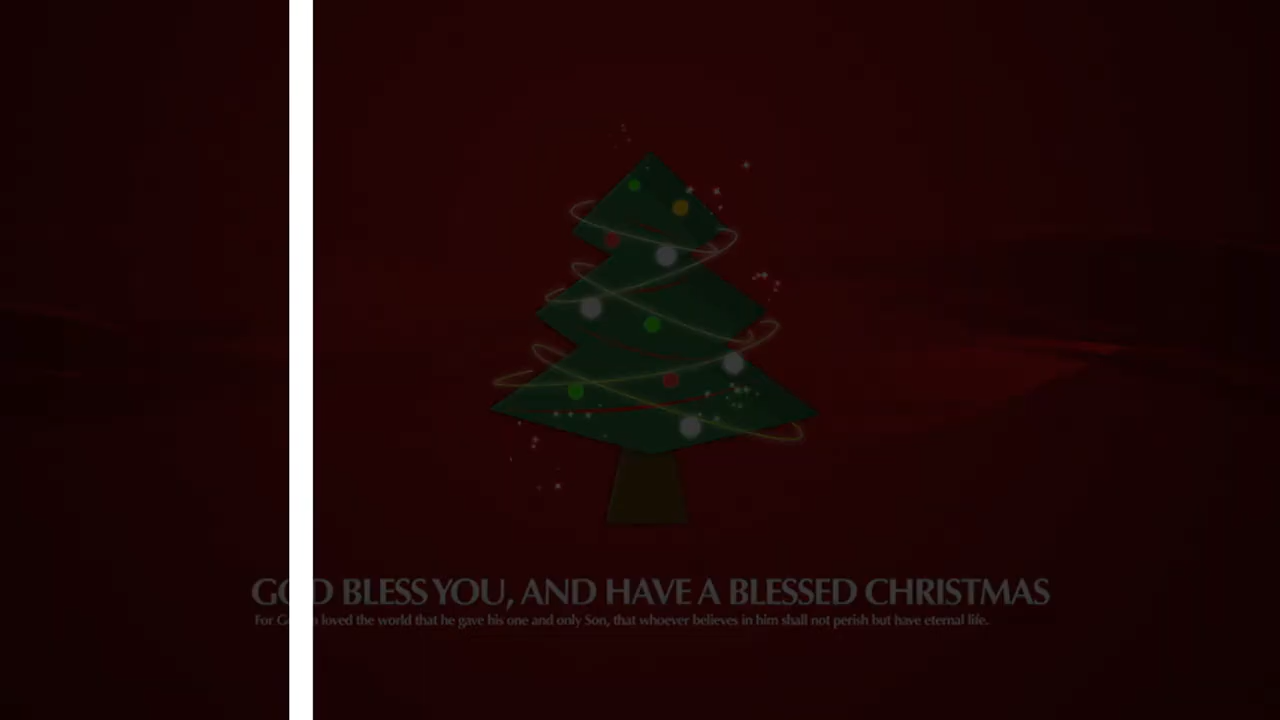 GOD BLESS YOU, AND HAVE A BLESSED CHRISTMAS
For G loved the world that he gave his one and only Son, that whoever believes in him shall not perish but have eternal life.